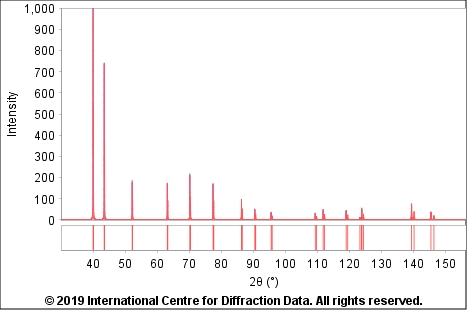 1,000
900
800
700
600
500
400
300
200
100
0
Intensity
40 50 60 70 80 90 100 110 120 130 140 150
2θ (°)
© 2019 International Centre for Diffraction Data. All rights reserved.